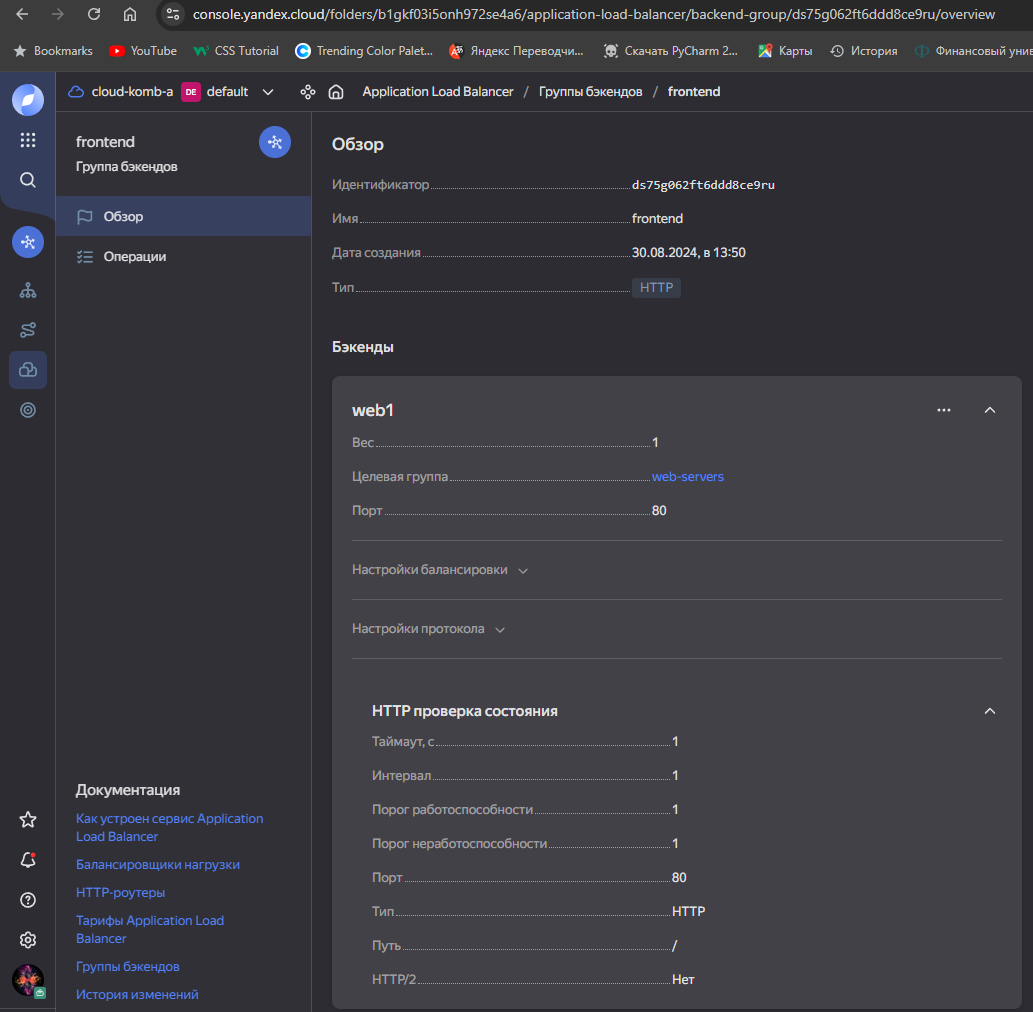 console.yandex.cloud/folders/b1gkf03i5onh972se4a6/application-load-balancer/backend-group/ds75g062ft6ddd8ce9ru/overview
Bookmarks YouTube CSS Tutorial Trending Color Palet... Яндекс Переводчи... Скачать PyCharm 2... Карты История Финансовый уни
cloud-komb-a DE default Application Load Balancer / Группы бэкендов / frontend
frontend
Группа бэкендов
Обзор
Операции
Документация
Как устроен сервис Application
Load Balancer
Балансировщики нагрузки
HTTP-роутеры
Тарифы Application Load
Balancer
Группы бэкендов
История изменений
Обзор
Идентификатор ds75g062ft6ddd8ce9ru
Имя frontend
Дата создания 30.08.2024, в 13:50
Тип HTTP
Бэкенды
web1
Вес 1
Целевая группа web-servers
Порт 80
Настройки балансировки
Настройки протокола
HTTP проверка состояния
Таймаут, с 1
Интервал 1
Порог работоспособности 1
Порог неработоспособности 1
Порт 80
Тип HTTP
Путь /
HTTP/2 Нет